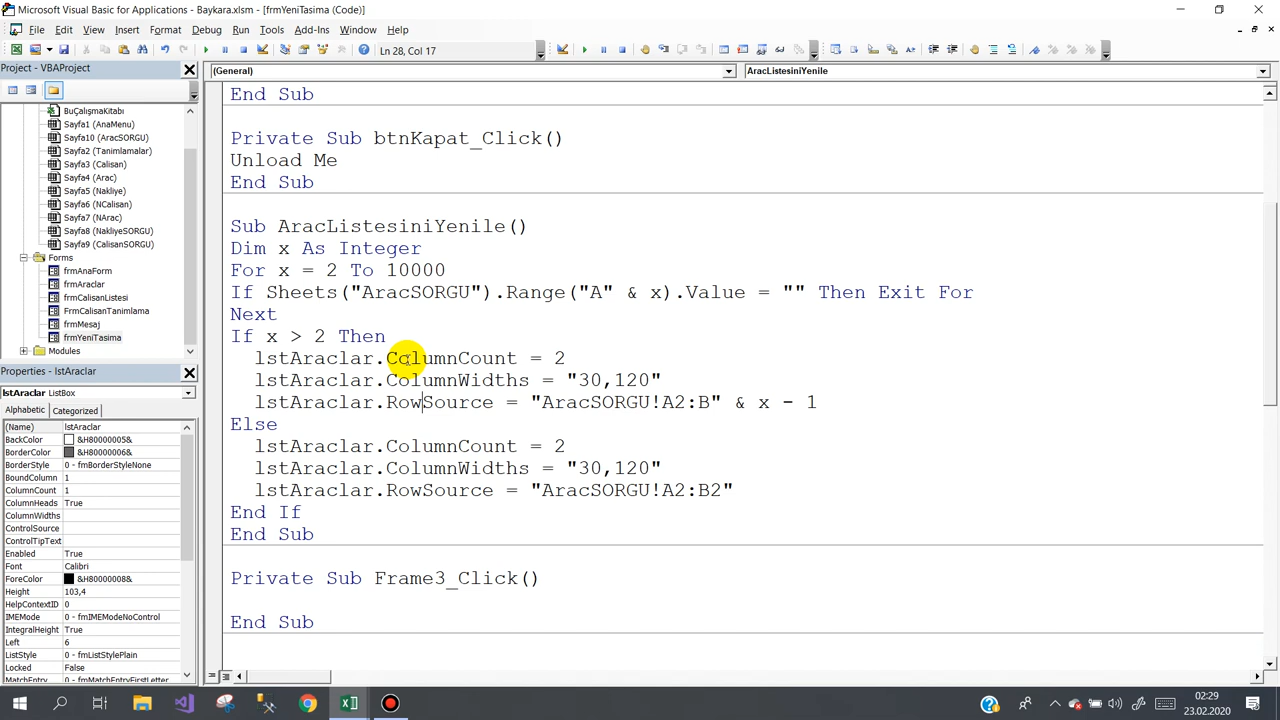 Microsoft Visual Basic for Applications - Baykara.xlsm - [frmYeniTasima (Code)]
File Edit View Insert Format Debug Run Tools Add-Ins Window Help
Ln 28, Col 17
Project - VBAProject
BuÇalışmaKitabı
Sayfa1 (AnaMenu)
Sayfa10 (AracSORGU)
Sayfa2 (Tanimlamalar)
Sayfa3 (Calisan)
Sayfa4 (Arac)
Sayfa5 (Nakliye)
Sayfa6 (NCalisan)
Sayfa7 (NArac)
Sayfa8 (NakliyeSORGU)
Sayfa9 (CalisanSORGU)
Forms
frmAnaForm
frmAraclar
frmCalisanListesi
FrmCalisanTanimlama
frmMesaj
frmYeniTasima
Modules
Properties - lstAraclar
lstAraclar ListBox
Alphabetic Categorized
(Name) lstAraclar
BackColor &H80000005&
BorderColor &H80000006&
BorderStyle 0 - fmBorderStyleNone
BoundColumn 1
ColumnCount 1
ColumnHeads True
ColumnWidths
ControlSource
ControlTipText
Enabled True
Font Calibri
ForeColor &H80000008&
Height 103,4
HelpContextID 0
IMEMode 0 - fmIMEModeNoControl
IntegralHeight True
Left 6
ListStyle 0 - fmListStylePlain
Locked False
MatchEntry 0 - fmMatchEntryFirstLetter
(General) AracListesiniYenile
End Sub
Private Sub btnKapat_Click()
Unload Me
End Sub
Sub AracListesiniYenile()
Dim x As Integer
For x = 2 To 10000
If Sheets("AracSORGU").Range("A" & x).Value = "" Then Exit For
Next
If x > 2 Then
lstAraclar.ColumnCount = 2
lstAraclar.ColumnWidths = "30,120"
lstAraclar.RowSource = "AracSORGU!A2:B" & x - 1
Else
lstAraclar.ColumnCount = 2
lstAraclar.ColumnWidths = "30,120"
lstAraclar.RowSource = "AracSORGU!A2:B2"
End If
End Sub
Private Sub Frame3_Click()
End Sub
02:29
23.02.2020